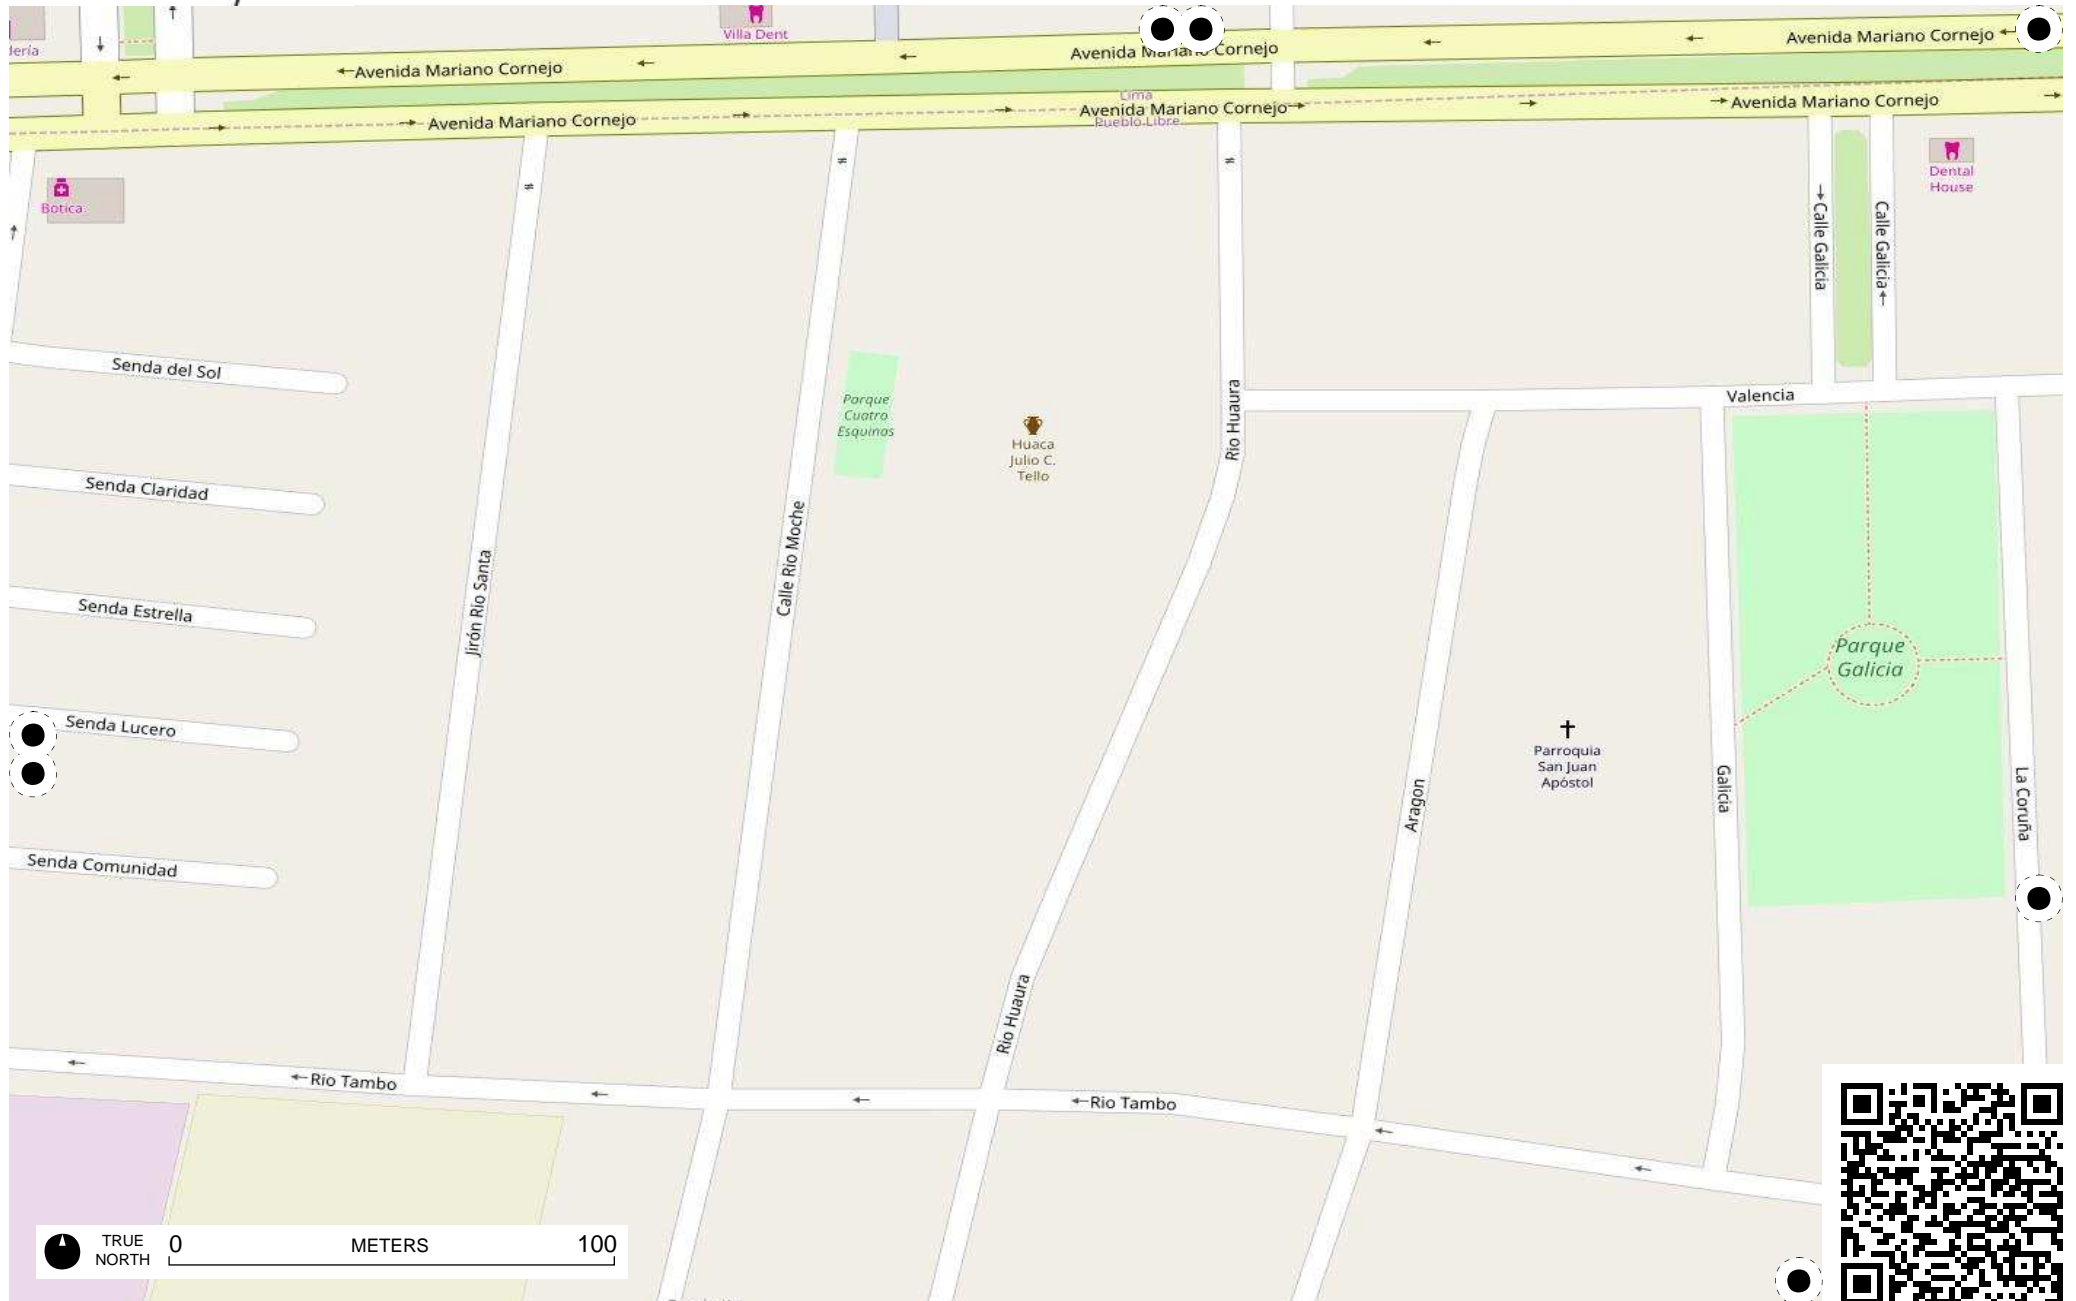 Villa Dent
dería
Avenida Mariano Cornejo
Avenida Mariano Cornejo
Avenida Mariano Cornejo
Lima
Avenida Mariano Cornejo
Avenida Mariano Cornejo
Avenida Mariano Cornejo
Pueblo Libre
Dental
House
Botica
Calle Galicia
Calle Galicia
Senda del Sol
Parque
Cuatro
Esquinas
Huaca
Julio C.
Tello
Rio Huaura
Valencia
Senda Claridad
Calle Rio Moche
Jirón Rio Santa
Senda Estrella
Parque
Galicia
Senda Lucero
Parroquia
San Juan
Apóstol
Aragon
Galicia
La Coruña
Senda Comunidad
Rio Huaura
Rio Tambo
Rio Tambo
TRUE
NORTH
0 METERS 100